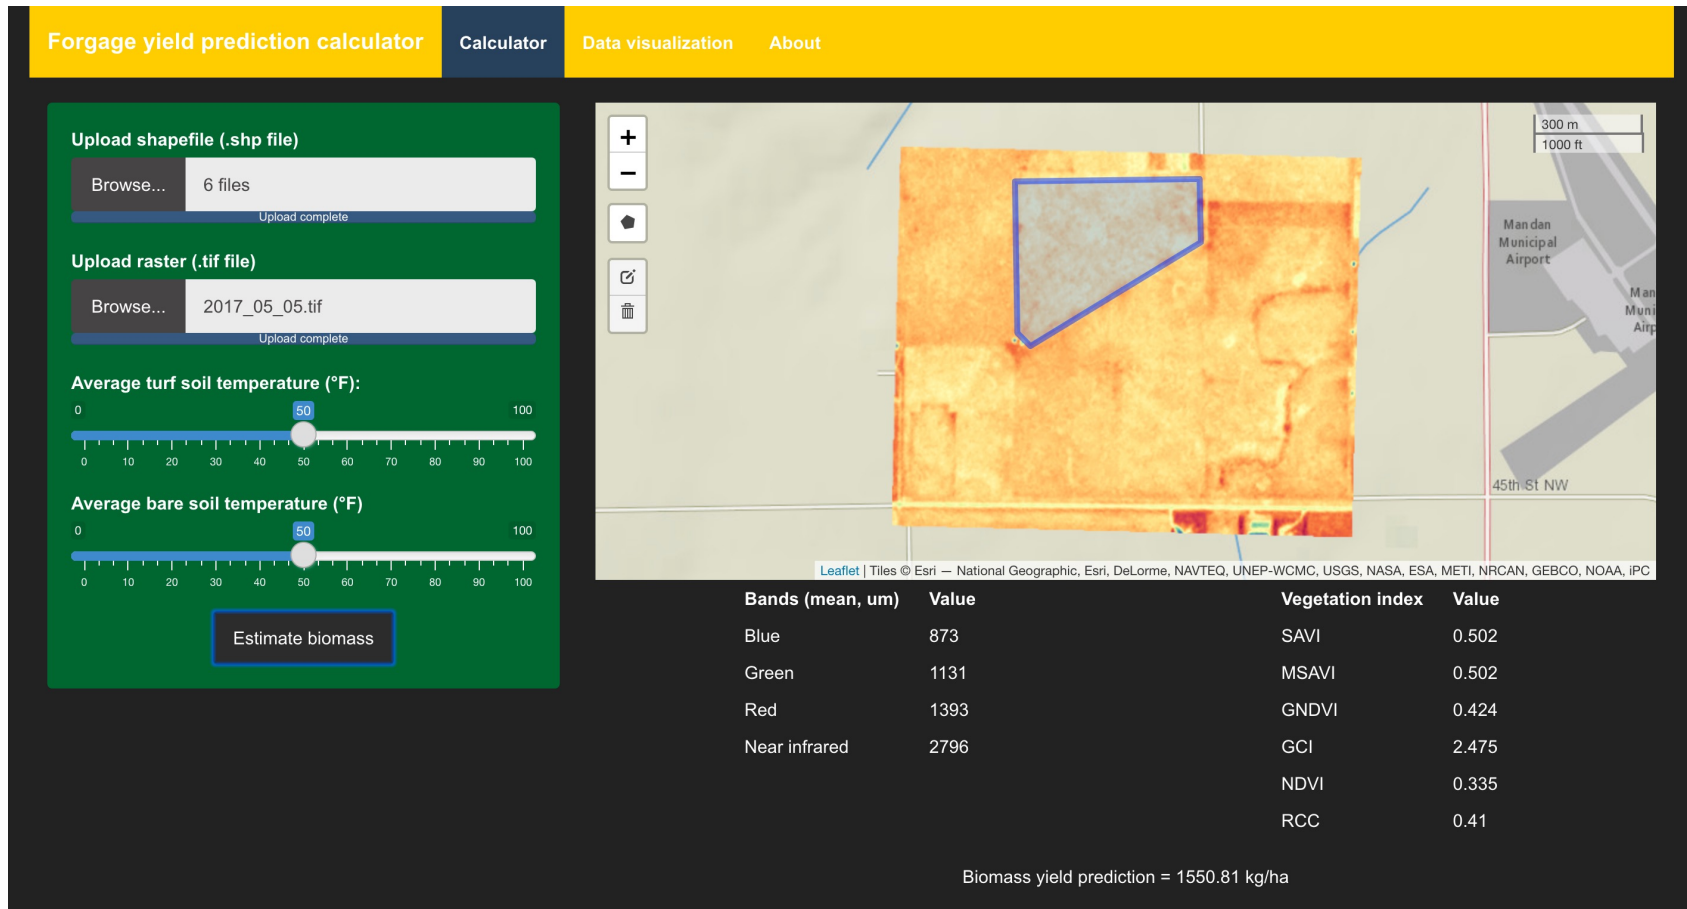 Forgage yield prediction calculator Calculator Data visualization About
Upload shapefile (.shp file)
Browse... 6 files
Upload complete
Upload raster (.tif file)
Browse... 2017_05_05.tif
Upload complete
Average turf soil temperature (°F):
0 50 100
0 10 20 30 40 50 60 70 80 90 100
Average bare soil temperature (°F)
0 50 100
0 10 20 30 40 50 60 70 80 90 100
Estimate biomass
+
−
300 m
1000 ft
Mandan
Municipal
Airport
Man
Muni
Airp
45th St NW
Leaflet | Tiles © Esri — National Geographic, Esri, DeLorme, NAVTEQ, UNEP-WCMC, USGS, NASA, ESA, METI, NRCAN, GEBCO, NOAA, iPC
Bands (mean, um) Value
Blue 873
Green 1131
Red 1393
Near infrared 2796
Vegetation index Value
SAVI 0.502
MSAVI 0.502
GNDVI 0.424
GCI 2.475
NDVI 0.335
RCC 0.41
Biomass yield prediction = 1550.81 kg/ha